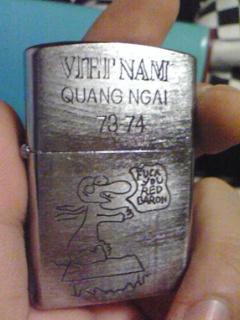 VIET NAM
QUANG NGAI
73-74
FUCK
YOU
RED
BARON